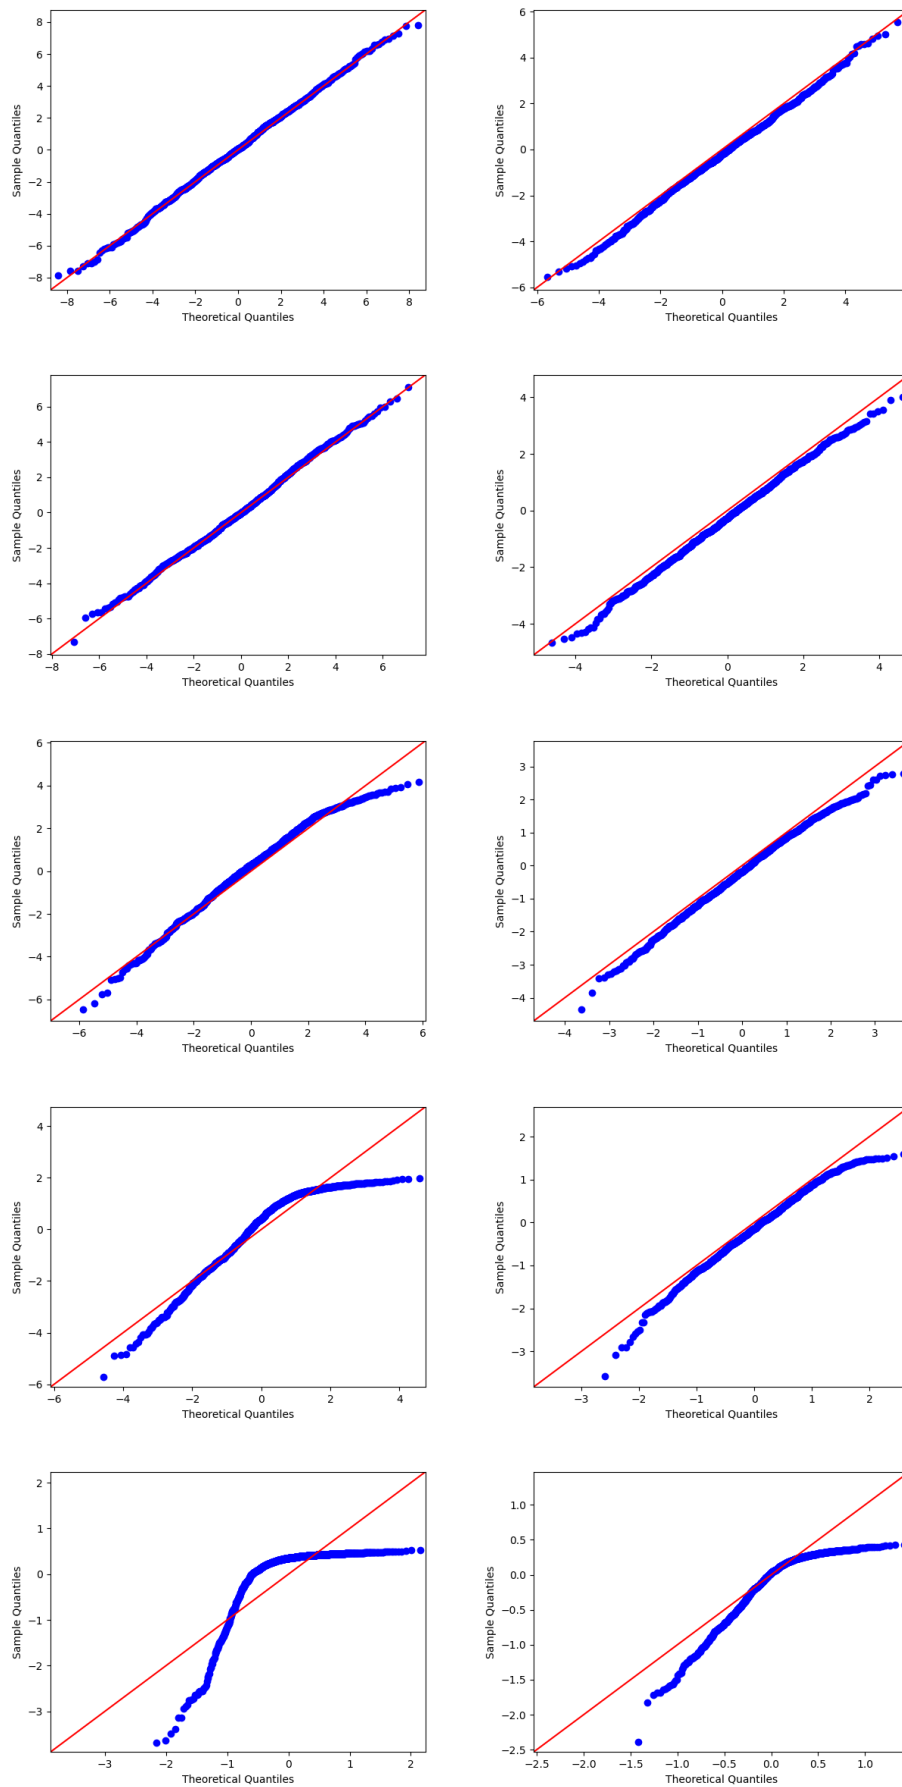 Sample Quantiles
8
6
4
2
0
−2
−4
−6
−8
−8 −6 −4 −2 0 2 4 6 8
Theoretical Quantiles
Sample Quantiles
6
4
2
0
−2
−4
−6
−6 −4 −2 0 2 4
Theoretical Quantiles
Sample Quantiles
6
4
2
0
−2
−4
−6
−8
−8 −6 −4 −2 0 2 4 6
Theoretical Quantiles
Sample Quantiles
4
2
0
−2
−4
−4 −2 0 2 4
Theoretical Quantiles
Sample Quantiles
6
4
2
0
−2
−4
−6
−6 −4 −2 0 2 4 6
Theoretical Quantiles
Sample Quantiles
3
2
1
0
−1
−2
−3
−4
−4 −3 −2 −1 0 1 2 3
Theoretical Quantiles
Sample Quantiles
4
2
0
−2
−4
−6
−6 −4 −2 0 2 4
Theoretical Quantiles
Sample Quantiles
2
1
0
−1
−2
−3
−3 −2 −1 0 1 2
Theoretical Quantiles
Sample Quantiles
2
1
0
−1
−2
−3
−3 −2 −1 0 1 2
Theoretical Quantiles
Sample Quantiles
1.0
0.5
0.0
−0.5
−1.0
−1.5
−2.0
−2.5
−2.5 −2.0 −1.5 −1.0 −0.5 0.0 0.5 1.0
Theoretical Quantiles